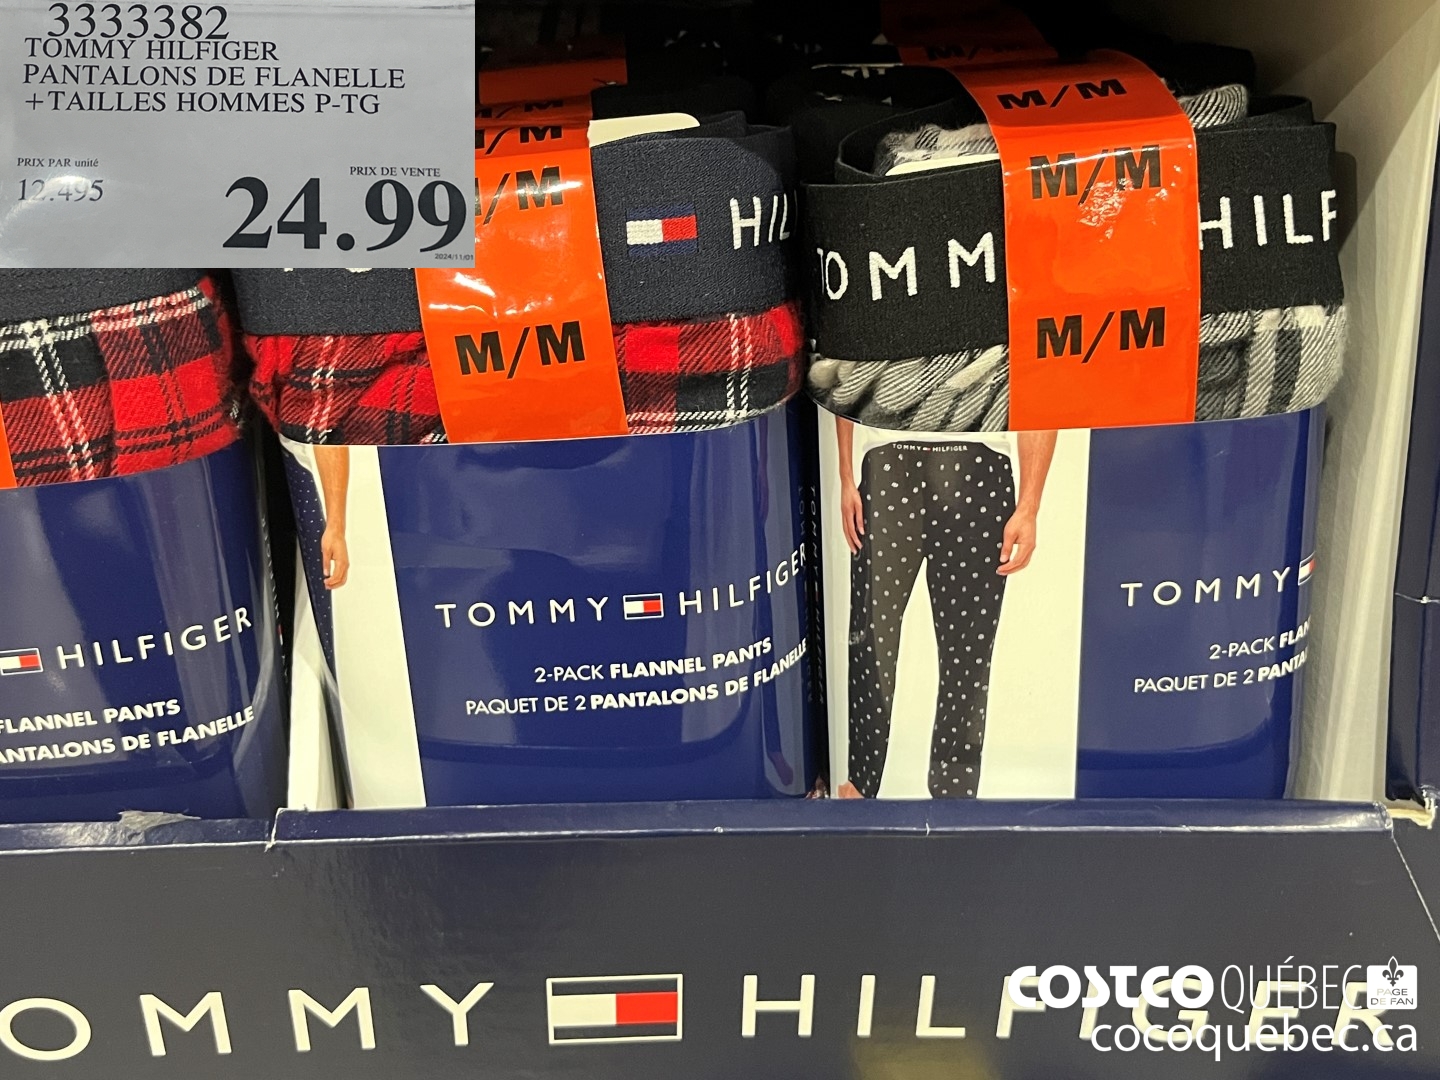 3333382
TOMMY HILFIGER
PANTALONS DE FLANELLE
+TAILLES HOMMES P-TG
PRIX PAR unité
12.495
PRIX DE VENTE
24.99
2024/11/01
M/M
M/M
M/M
M/M
M/M
HIL
TOMM
HILF
M/M
TOMMY HILFIGER
HILFIGER
FLANNEL PANTS
PANTALONS DE FLANELLE
TOMMY HILFIGER
2-PACK FLANNEL PANTS
PAQUET DE 2 PANTALONS DE FLANELLE
TOMMY
2-PACK FLAN
PAQUET DE 2 PANTA
OMMY HILFIGER
COSTCO QUÉBEC
PAGE
DE FAN
cocoquebec.ca